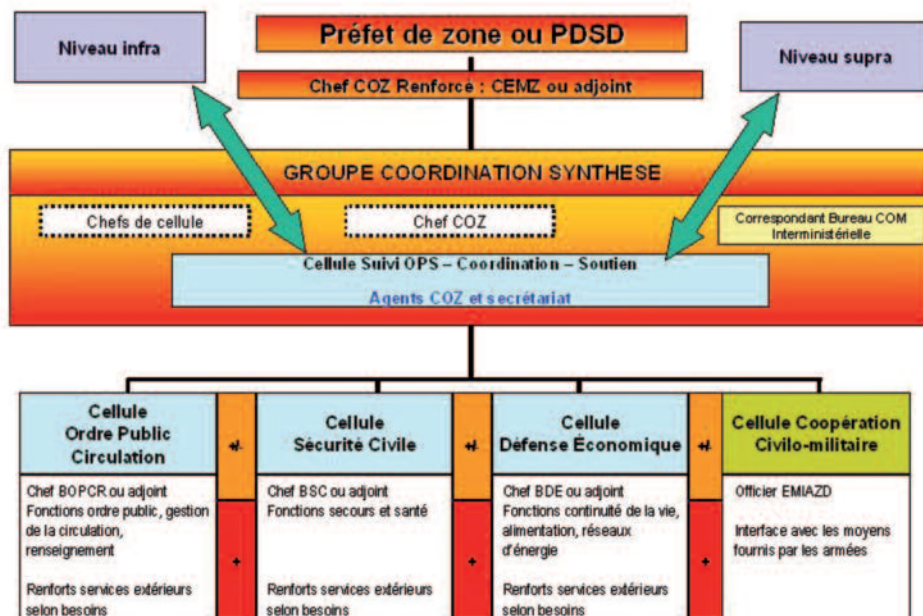 Niveau infra
Préfet de zone ou PDSD
Niveau supra
Chef COZ Renforcé : CEMZ ou adjoint
GROUPE COORDINATION SYNTHESE
Chefs de cellule
Chef COZ
Correspondant Bureau COM
Interministérielle
Cellule Suivi OPS – Coordination – Soutien
Agents COZ et secrétariat
Cellule
Ordre Public
Circulation
+/-
Cellule
Sécurité Civile
+/-
Cellule
Défense Économique
+/-
Cellule Coopération
Civilo-militaire
Chef BOPCR ou adjoint
Fonctions ordre public, gestion
de la circulation,
renseignement
Renforts services extérieurs
selon besoins
+
Chef BSC ou adjoint
Fonctions secours et santé
Renforts services extérieurs
selon besoins
+
Chef BDE ou adjoint
Fonctions continuité de la vie,
alimentation, réseaux
d'énergie
Renforts services extérieurs
selon besoins
+
Officier EMIAZD
Interface avec les moyens
fournis par les armées